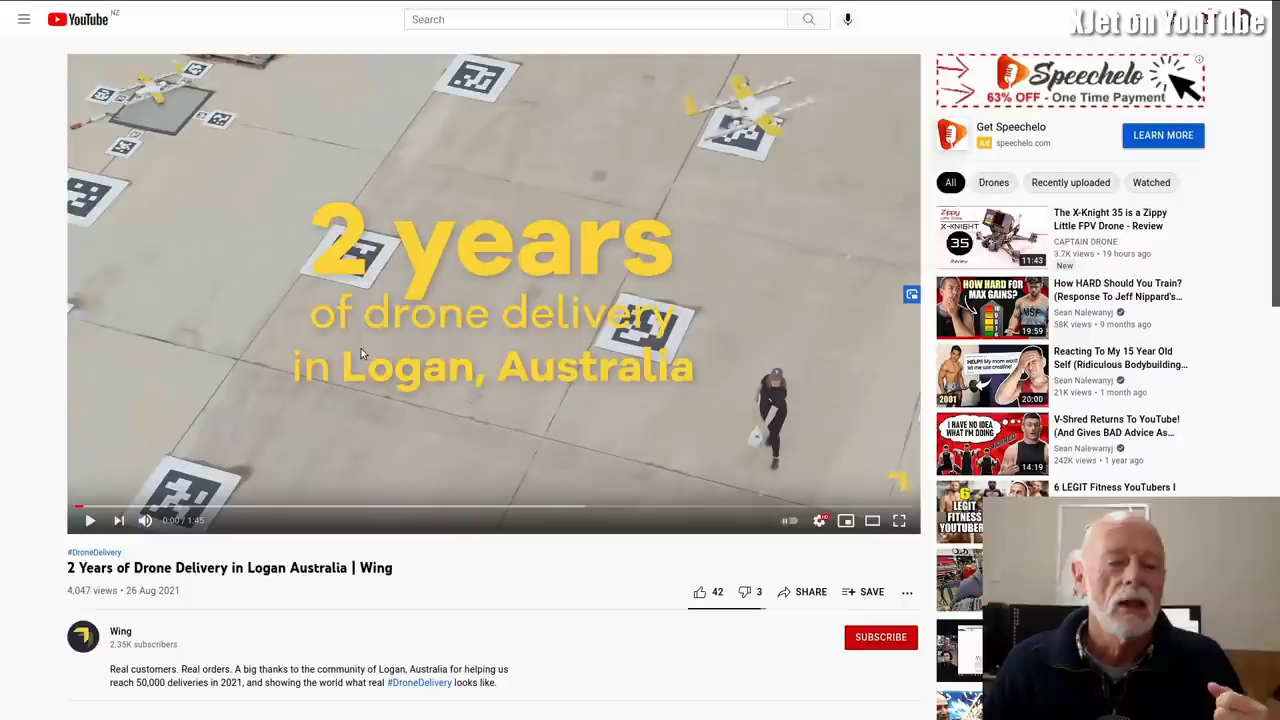 YouTube NZ
Search
XJet on YouTube
2 years
of drone delivery
in Logan, Australia
0:00 / 1:45
HD
#DroneDelivery
2 Years of Drone Delivery in Logan Australia | Wing
4,047 views • 26 Aug 2021
42
3
SHARE
SAVE
Wing
2.35K subscribers
SUBSCRIBE
Real customers. Real orders. A big thanks to the community of Logan, Australia for helping us
reach 50,000 deliveries in 2021, and showing the world what real #DroneDelivery looks like.
Speechelo
63% OFF - One Time Payment
Get Speechelo
Ad speechelo.com
LEARN MORE
All
Drones
Recently uploaded
Watched
Zippy
X-KNIGHT
35
Review
11:43
The X-Knight 35 is a Zippy
Little FPV Drone - Review
CAPTAIN DRONE
3.7K views • 19 hours ago
New
HOW HARD FOR
MAX GAINS?
19:59
How HARD Should You Train?
(Response To Jeff Nippard's...
Sean Nalewanyj
58K views • 9 months ago
2001
20:00
Reacting To My 15 Year Old
Self (Ridiculous Bodybuilding...
Sean Nalewanyj
21K views • 1 month ago
I HAVE NO IDEA
WHAT I'M DOING
14:19
V-Shred Returns To YouTube!
(And Gives BAD Advice As...
Sean Nalewanyj
242K views • 1 year ago
6
LEGIT
FITNESS
YOUTUBERS
6 LEGIT Fitness YouTubers I